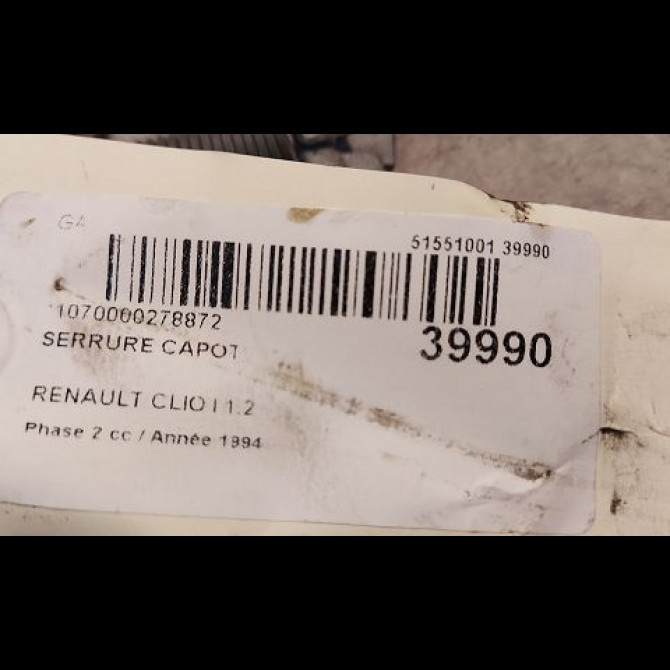 GA
51551001 39990
1070000278872
39990
SERRURE CAPOT
RENAULT CLIO I 1.2
Phase 2 cc / Année 1994